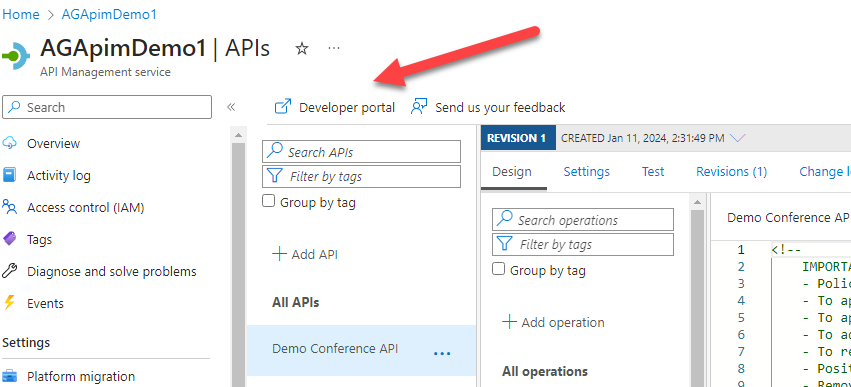 Home > AGApimDemo1
AGApimDemo1 | APIs
API Management service
Search
Overview
Activity log
Access control (IAM)
Tags
Diagnose and solve problems
Events
Settings
Platform migration
Developer portal
Send us your feedback
Search APIs
Filter by tags
Group by tag
Add API
All APIs
Demo Conference API
REVISION 1 CREATED Jan 11, 2024, 2:31:49 PM
Design Settings Test Revisions (1) Change l
Search operations
Filter by tags
Group by tag
Add operation
All operations
Demo Conference AP
1 <!--
2 IMPORTA
3 - Polic
4 - To ap
5 - To ap
6 - To ad
7 - To re
8 - Posit
9 - Remov